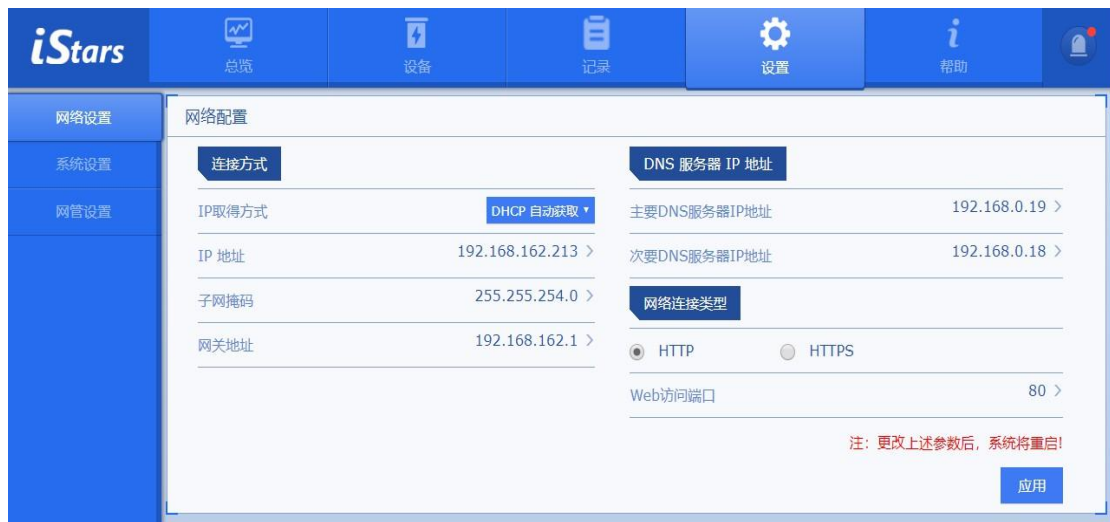 iStars
总览
设备
记录
设置
帮助
网络设置
系统设置
网管设置
网络配置
连接方式
IP取得方式 DHCP 自动获取
IP 地址 192.168.162.213 >
子网掩码 255.255.254.0 >
网关地址 192.168.162.1 >
DNS 服务器 IP 地址
主要DNS服务器IP地址 192.168.0.19 >
次要DNS服务器IP地址 192.168.0.18 >
网络连接类型
HTTP HTTPS
Web访问端口 80 >
注：更改上述参数后，系统将重启!
应用